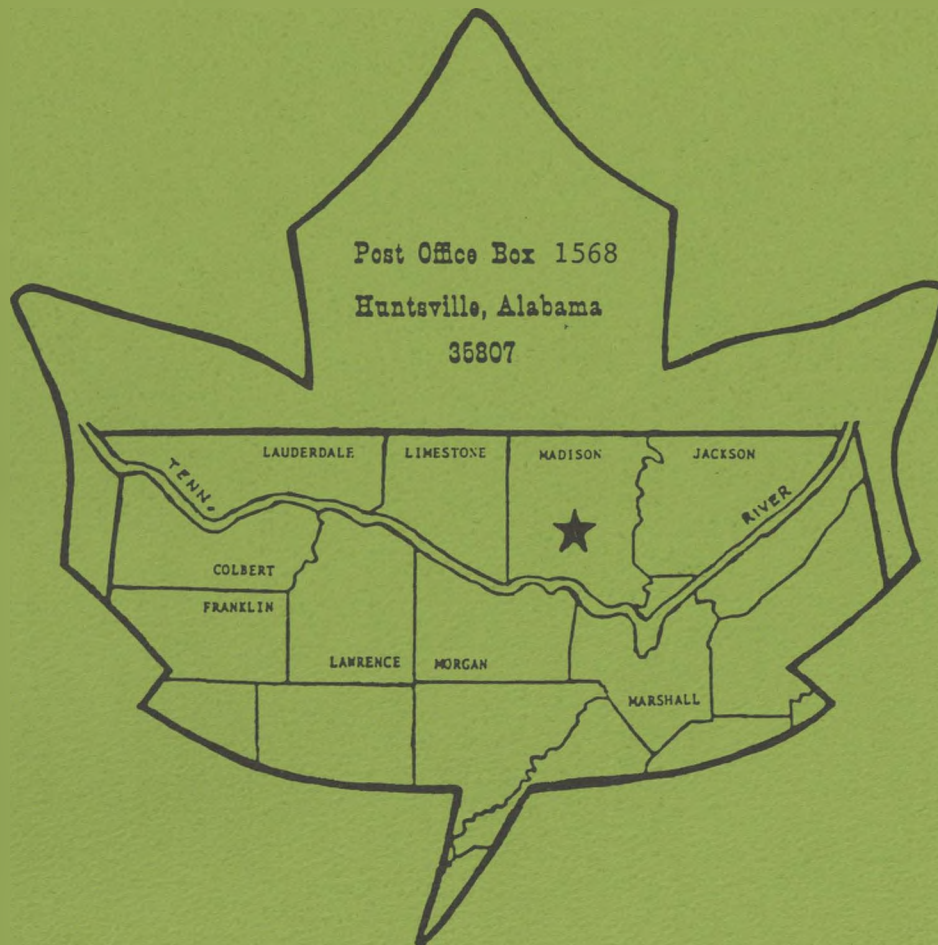 Post Office Box 1568
Huntsville, Alabama
35807
LAUDERDALE LIMESTONE MADISON JACKSON
TENN.
RIVER
COLBERT
FRANKLIN
LAWRENCE MORGAN
MARSHALL